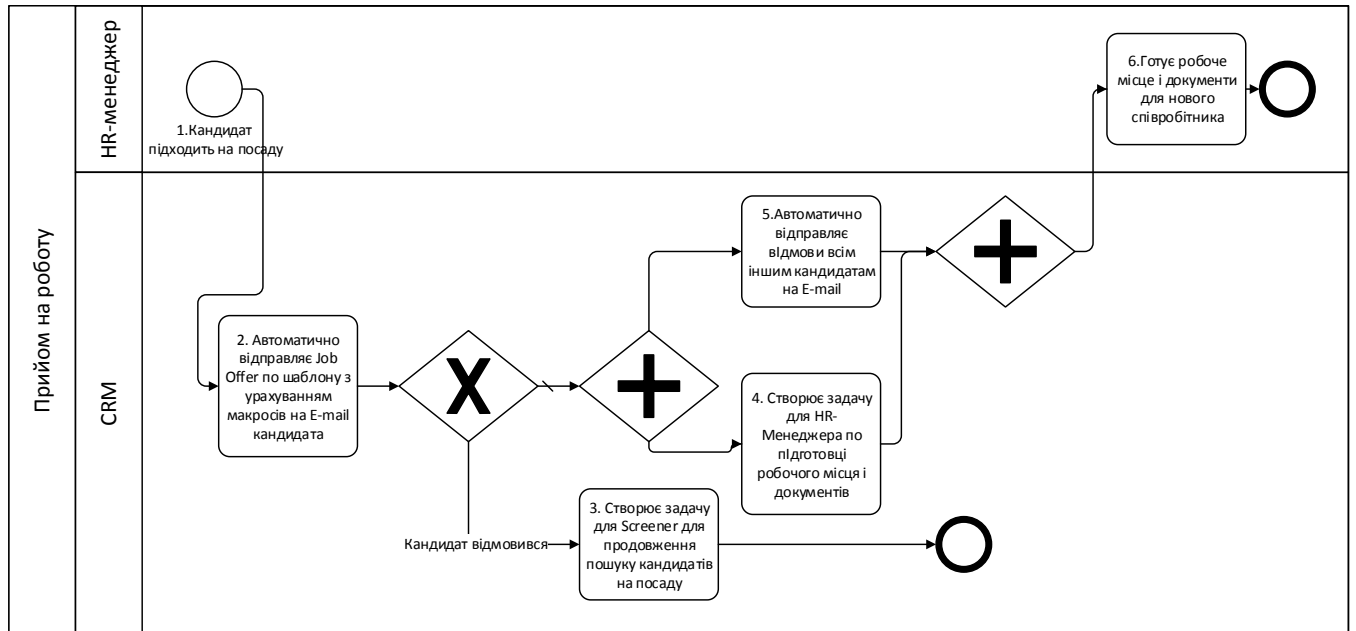 Прийом на роботу
HR-менеджер
1.Кандидат
підходить на посаду
6.Готує робоче
місце і документи
для нового
співробітника
CRM
2. Автоматично
відправляє Job
Offer по шаблону з
урахуванням
макросів на E-mail
кандидата
X
5.Автоматично
відправляє
відмови всім
іншим кандидатам
на E-mail
4. Створює задачу
для HR-
Менеджера по
підготовці
робочого місця і
документів
Кандидат відмовився
3. Створює задачу
для Screener для
продовження
пошуку кандидатів
на посаду